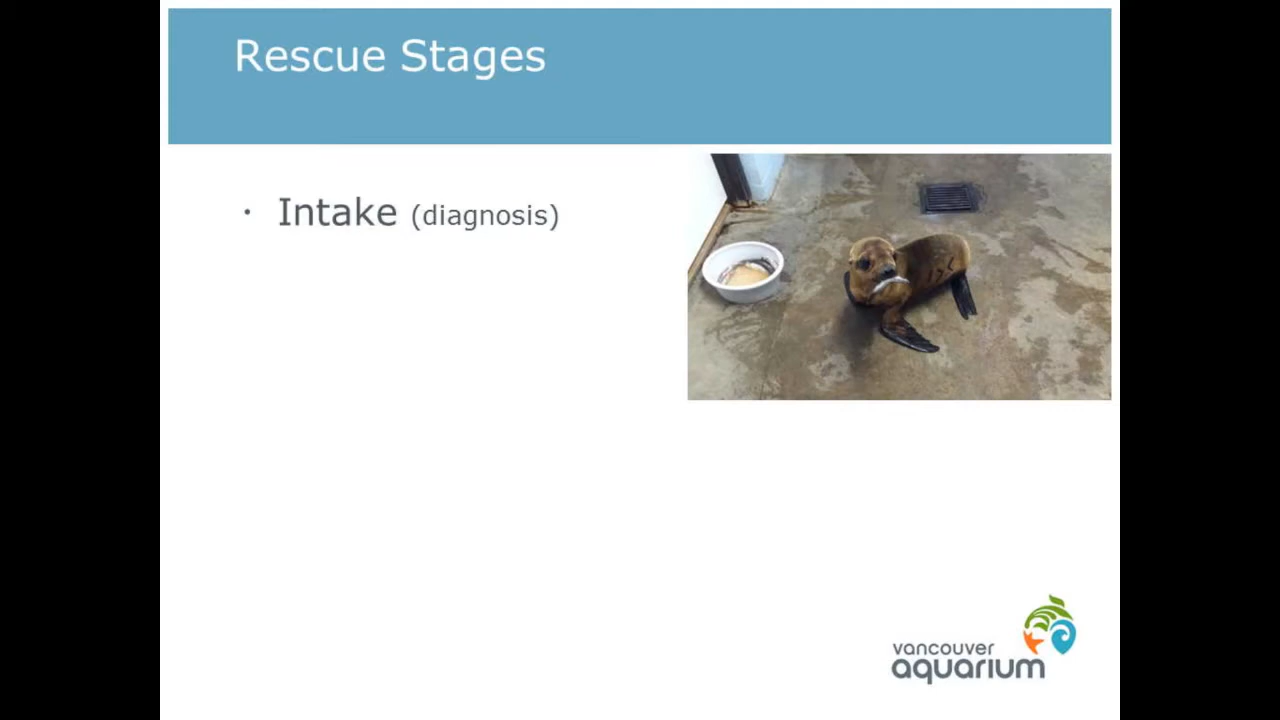 Rescue Stages
· Intake (diagnosis)
vancouver
aquarium